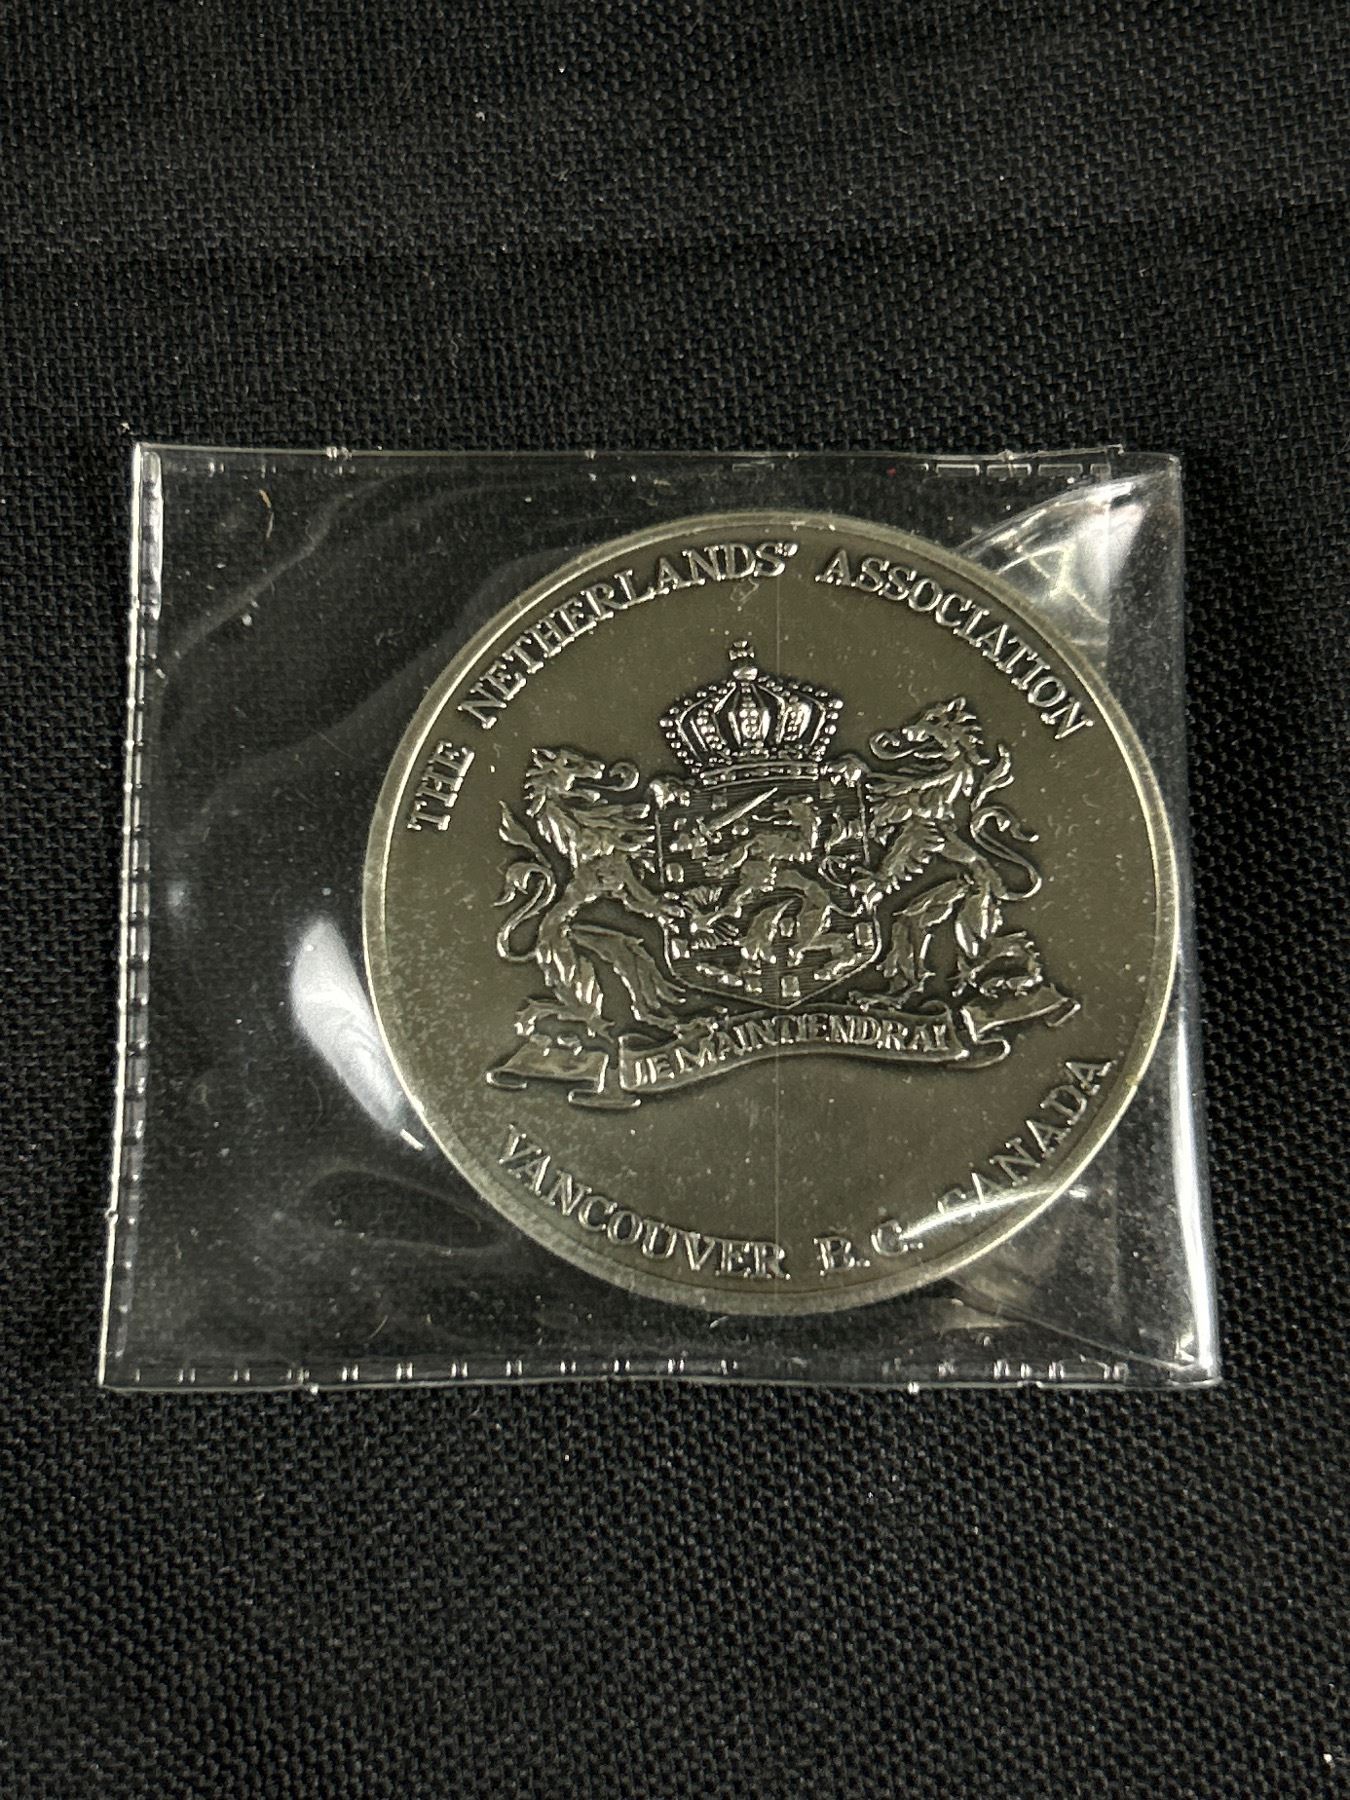 THE NETHERLANDS' ASSOCIATION
JE MAINTIENDRAI
VANCOUVER B.C. CANADA